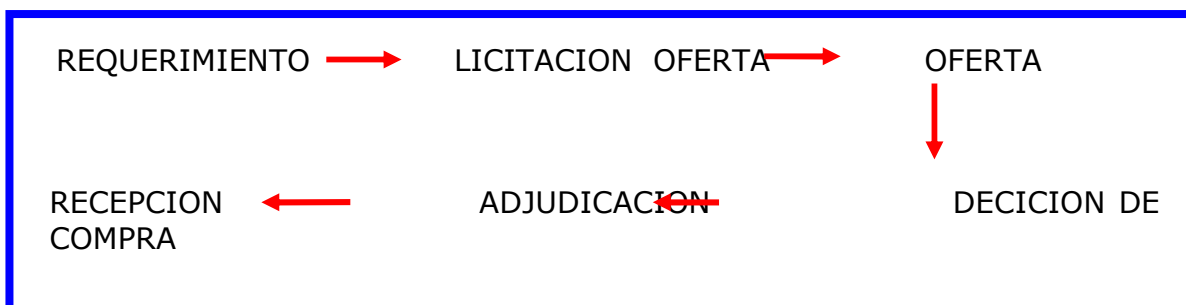 REQUERIMIENTO LICITACION OFERTA OFERTA
RECEPCION ADJUDICACION DECICION DE
COMPRA